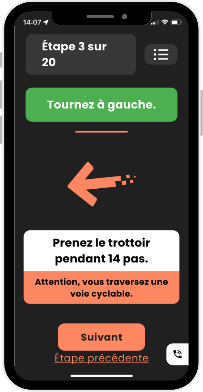 14:07
Étape 3 sur
20
Tournez à gauche.
Prenez le trottoir
pendant 14 pas.
Attention, vous traversez une
voie cyclable.
Suivant
Étape précédente